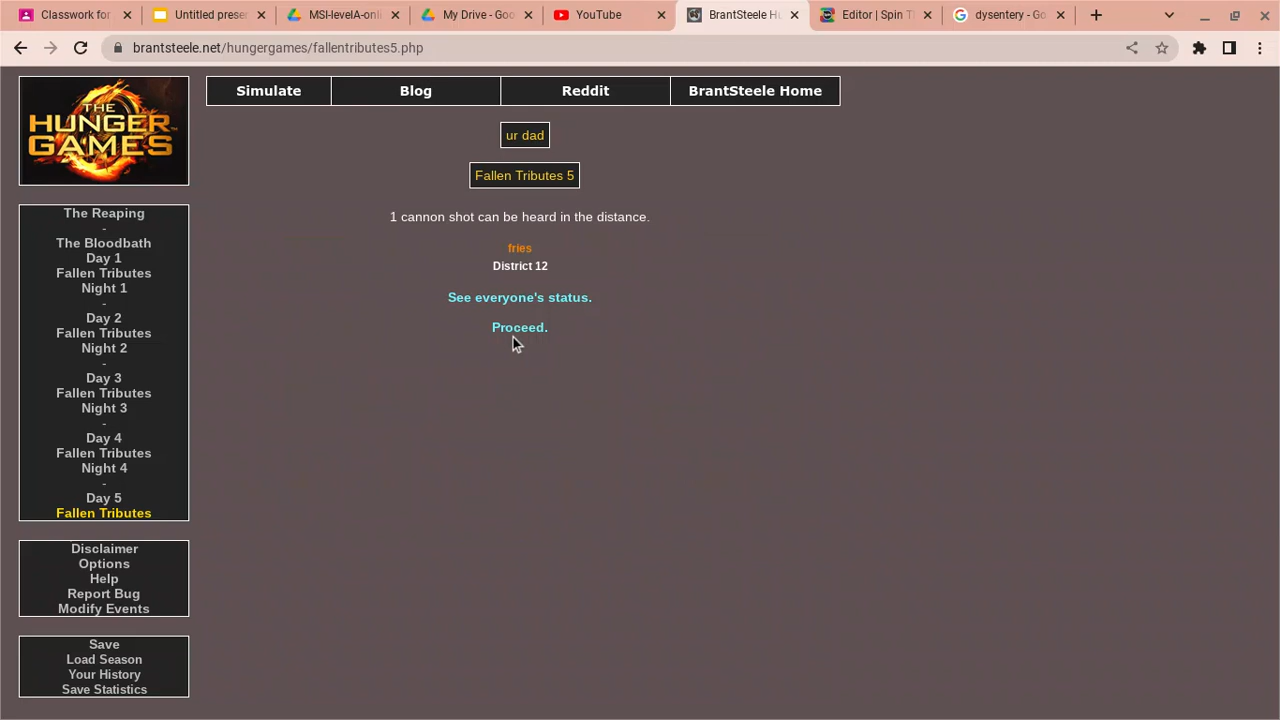 Classwork for
Untitled prese
MSI-levelA-onl
My Drive - Goo
YouTube
BrantSteele Hu
Editor | Spin T
dysentery - Go
brantsteele.net/hungergames/fallentributes5.php
THE
HUNGER
GAMES
Simulate
Blog
Reddit
BrantSteele Home
ur dad
Fallen Tributes 5
1 cannon shot can be heard in the distance.
fries
District 12
See everyone's status.
Proceed.
The Reaping
-
The Bloodbath
Day 1
Fallen Tributes
Night 1
-
Day 2
Fallen Tributes
Night 2
-
Day 3
Fallen Tributes
Night 3
-
Day 4
Fallen Tributes
Night 4
-
Day 5
Fallen Tributes
Disclaimer
Options
Help
Report Bug
Modify Events
Save
Load Season
Your History
Save Statistics